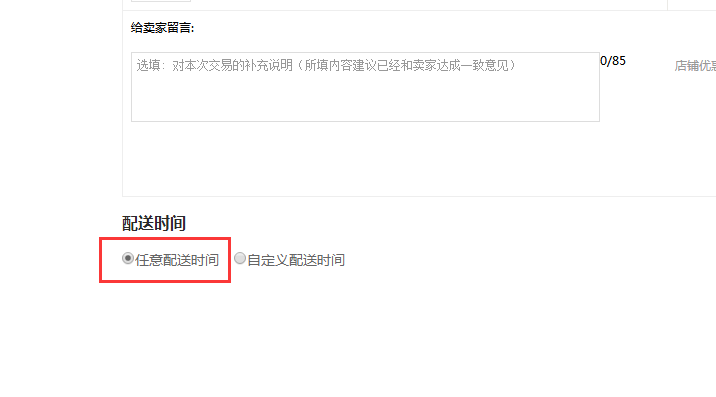 给卖家留言:
选填：对本次交易的补充说明（所填内容建议已经和卖家达成一致意见）
0/85
店铺优惠
配送时间
任意配送时间 自定义配送时间